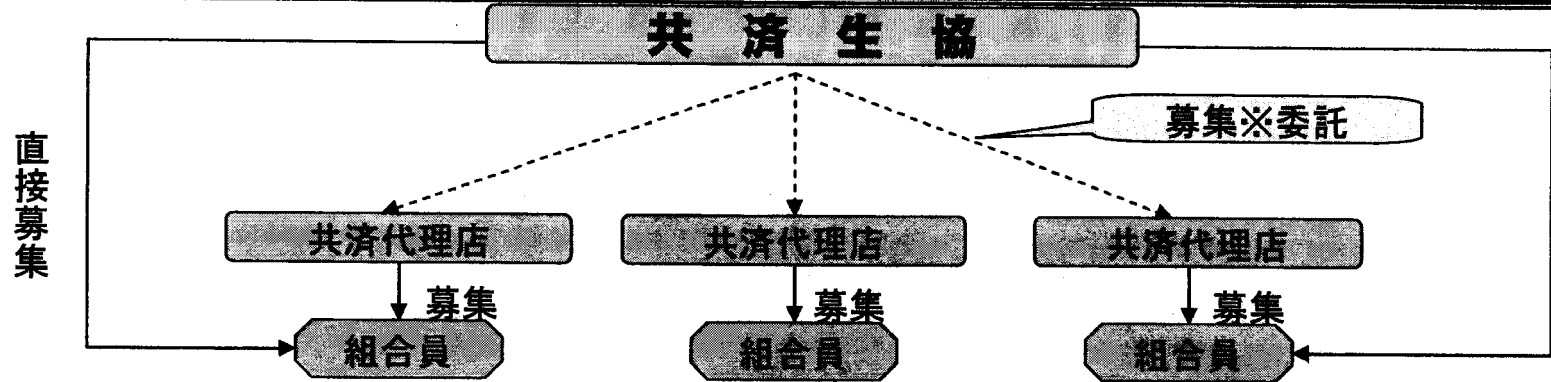 共済生協
募集※委託
直接募集
共済代理店
共済代理店
共済代理店
募集
募集
募集
組合員
組合員
組合員